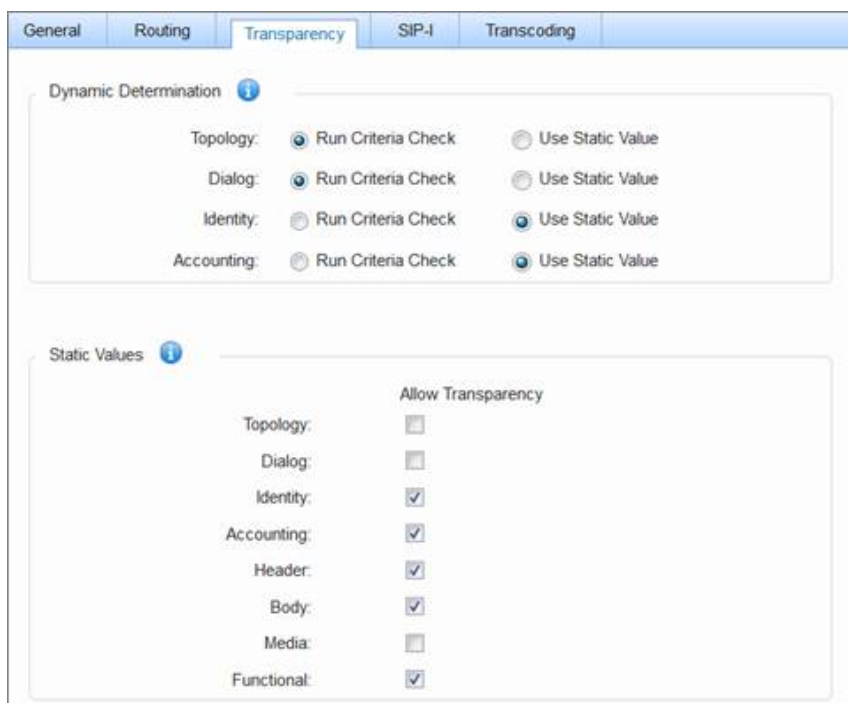 General Routing Transparency SIP-I Transcoding
Dynamic Determination
Topology: Run Criteria Check Use Static Value
Dialog: Run Criteria Check Use Static Value
Identity: Run Criteria Check Use Static Value
Accounting: Run Criteria Check Use Static Value
Static Values
Allow Transparency
Topology:
Dialog:
Identity:
Accounting:
Header:
Body:
Media:
Functional: